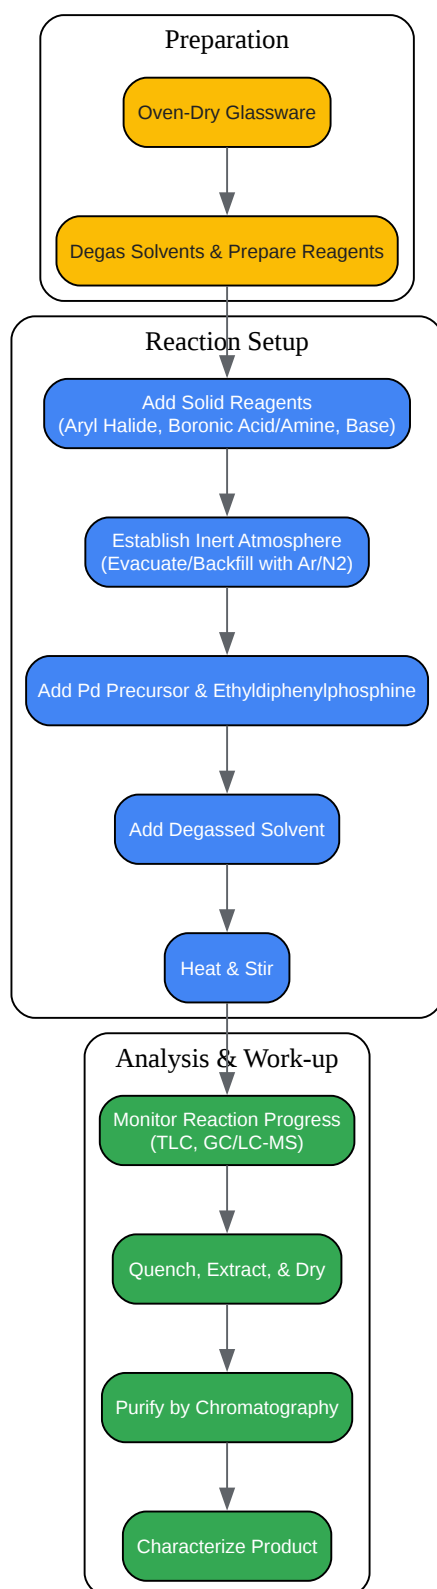 Preparation
Oven-Dry Glassware
Degas Solvents & Prepare Reagents
Reaction Setup
Add Solid Reagents
(Aryl Halide, Boronic Acid/Amine, Base)
Establish Inert Atmosphere
(Evacuate/Backfill with Ar/N2)
Add Pd Precursor & Ethyldiphenylphosphine
Add Degassed Solvent
Heat & Stir
Analysis & Work-up
Monitor Reaction Progress
(TLC, GC/LC-MS)
Quench, Extract, & Dry
Purify by Chromatography
Characterize Product